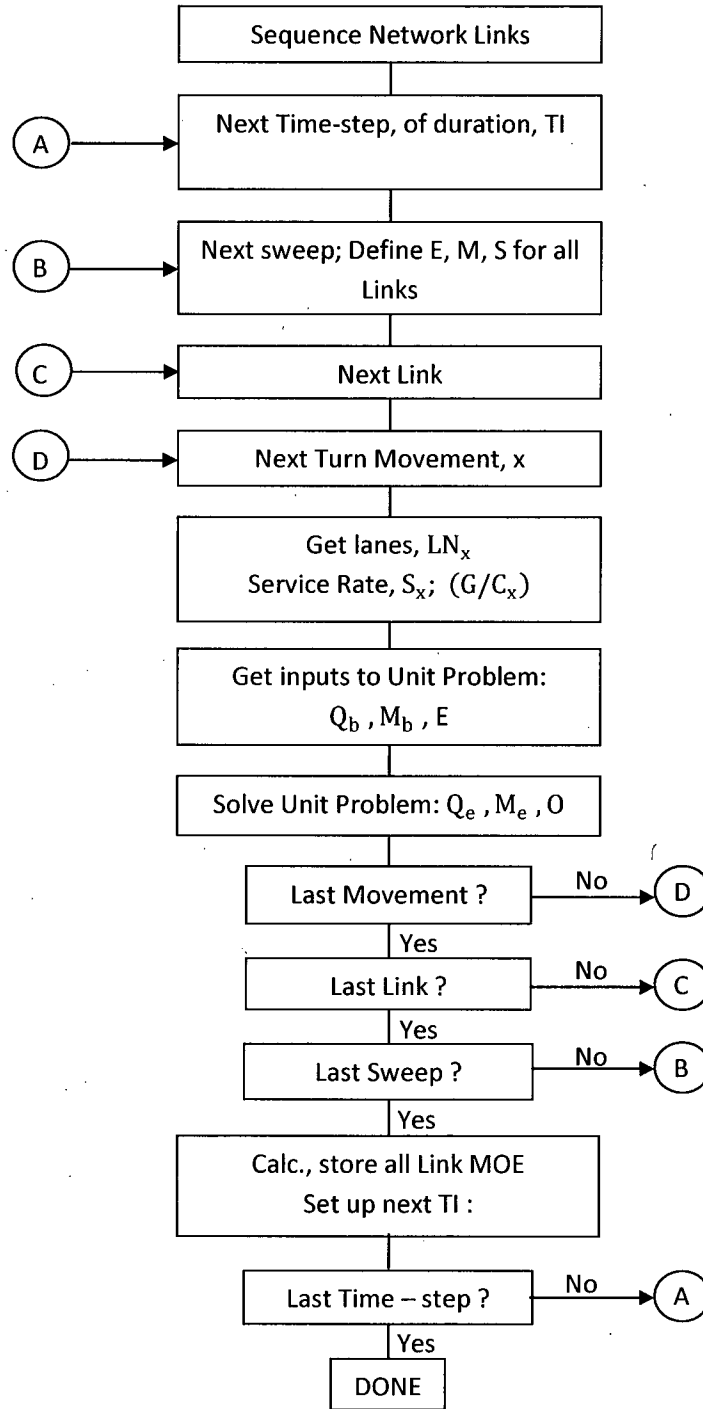 Sequence Network Links
A
Next Time-step, of duration, TI
B
Next sweep; Define E, M, S for all
Links
C
Next Link
D
Next Turn Movement, x
Get lanes, LNₓ
Service Rate, Sₓ; (G/Cₓ)
Get inputs to Unit Problem:
Q_b , M_b , E
Solve Unit Problem: Qₑ , Mₑ , O
Last Movement ?
No
D
Yes
Last Link ?
No
C
Yes
Last Sweep ?
No
B
Yes
Calc., store all Link MOE
Set up next TI :
Last Time – step ?
No
A
Yes
DONE